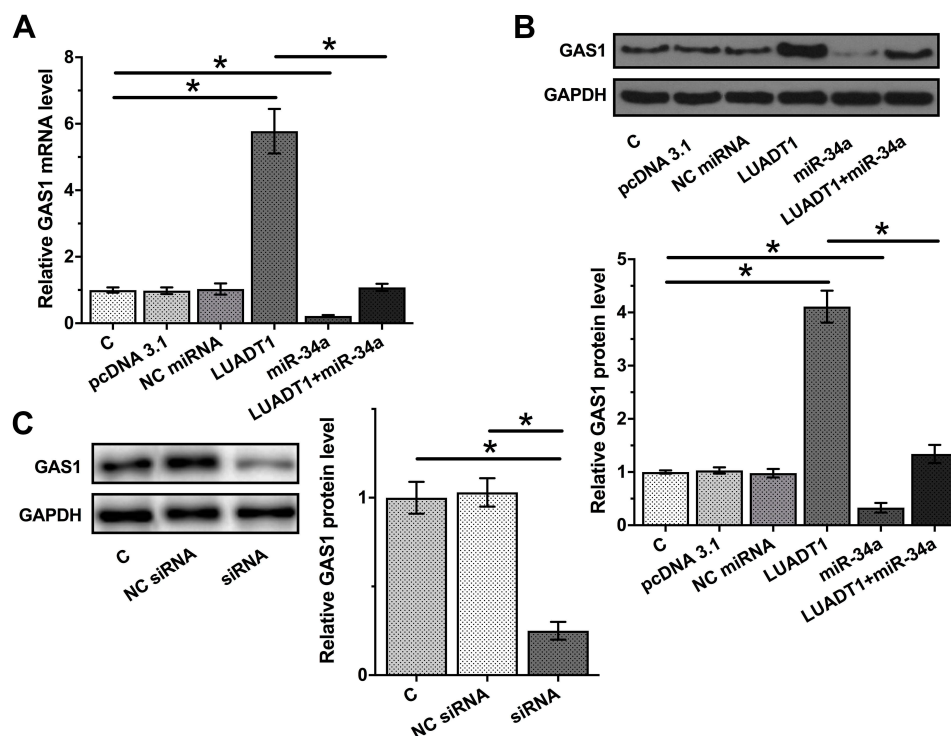 A
Relative GAS1 mRNA level
8
6
4
2
0
*
*
*
C
pcDNA 3.1
NC miRNA
LUADT1
miR-34a
LUADT1+miR-34a
B
GAS1
GAPDH
C
pcDNA 3.1
NC miRNA
LUADT1
miR-34a
LUADT1+miR-34a
Relative GAS1 protein level
5
4
3
2
1
0
*
*
*
C
pcDNA 3.1
NC miRNA
LUADT1
miR-34a
LUADT1+miR-34a
C
GAS1
GAPDH
C
NC siRNA
siRNA
Relative GAS1 protein level
1
0
*
*
C
NC siRNA
siRNA